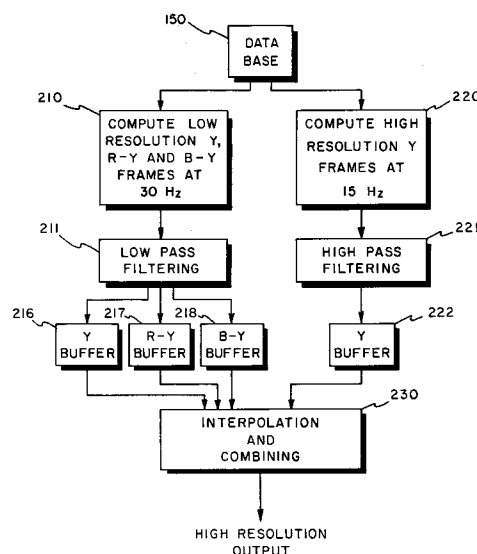 150
DATA
BASE
210
COMPUTE LOW
RESOLUTION Y,
R-Y AND B-Y
FRAMES AT
30 Hz
220
COMPUTE HIGH
RESOLUTION Y
FRAMES AT
15 Hz
211
LOW PASS
FILTERING
221
HIGH PASS
FILTERING
216
Y
BUFFER
217
R-Y
BUFFER
218
B-Y
BUFFER
222
Y
BUFFER
230
INTERPOLATION
AND
COMBINING
HIGH RESOLUTION
OUTPUT